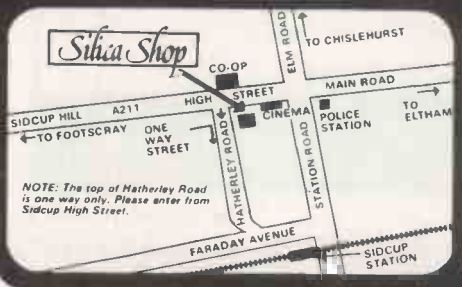 Silica Shop
ELM ROAD
TO CHISLEHURST
CO-OP
MAIN ROAD
HIGH STREET
SIDCUP HILL A211
CINEMA
POLICE STATION
TO ELTHAM
TO FOOTSCRAY
ONE WAY STREET
HATHERLEY ROAD
STATION ROAD
NOTE: The top of Hatherley Road
is one way only. Please enter from
Sidcup High Street.
FARADAY AVENUE
SIDCUP STATION